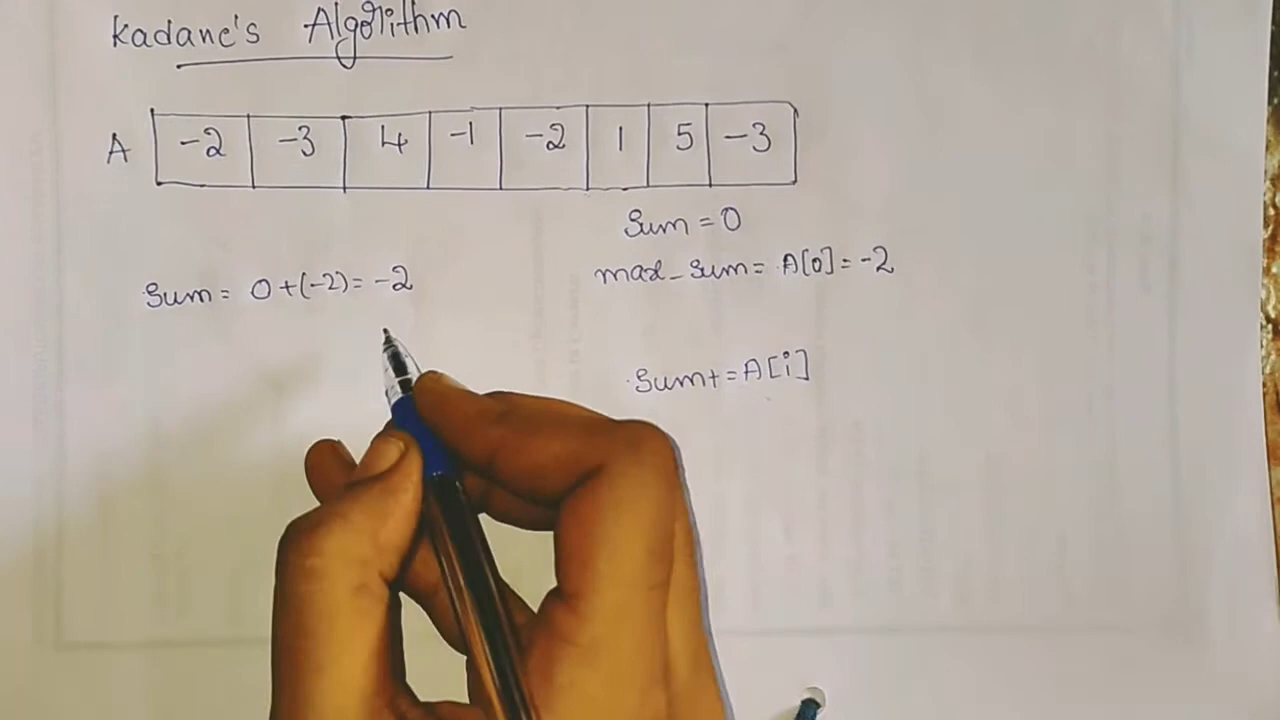 Kadane's Algorithm
A -2 -3 4 -1 -2 1 5 -3
Sum = 0
max_sum = A[0] = -2
Sum = 0 + (-2) = -2
Sum += A[i]